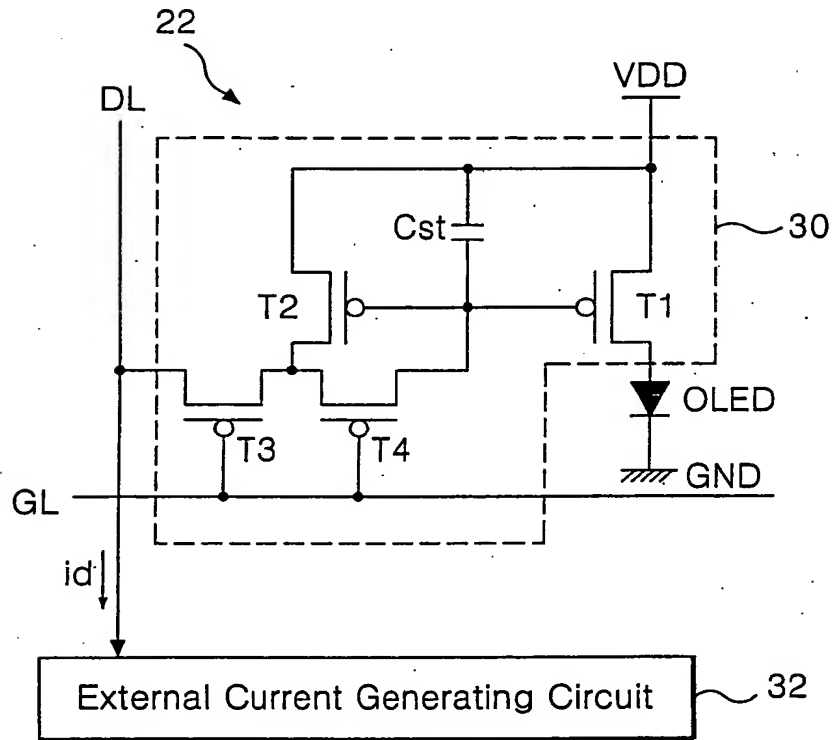 22
DL
VDD
Cst
30
T2
T1
OLED
T3
T4
GND
GL
id
External Current Generating Circuit
32